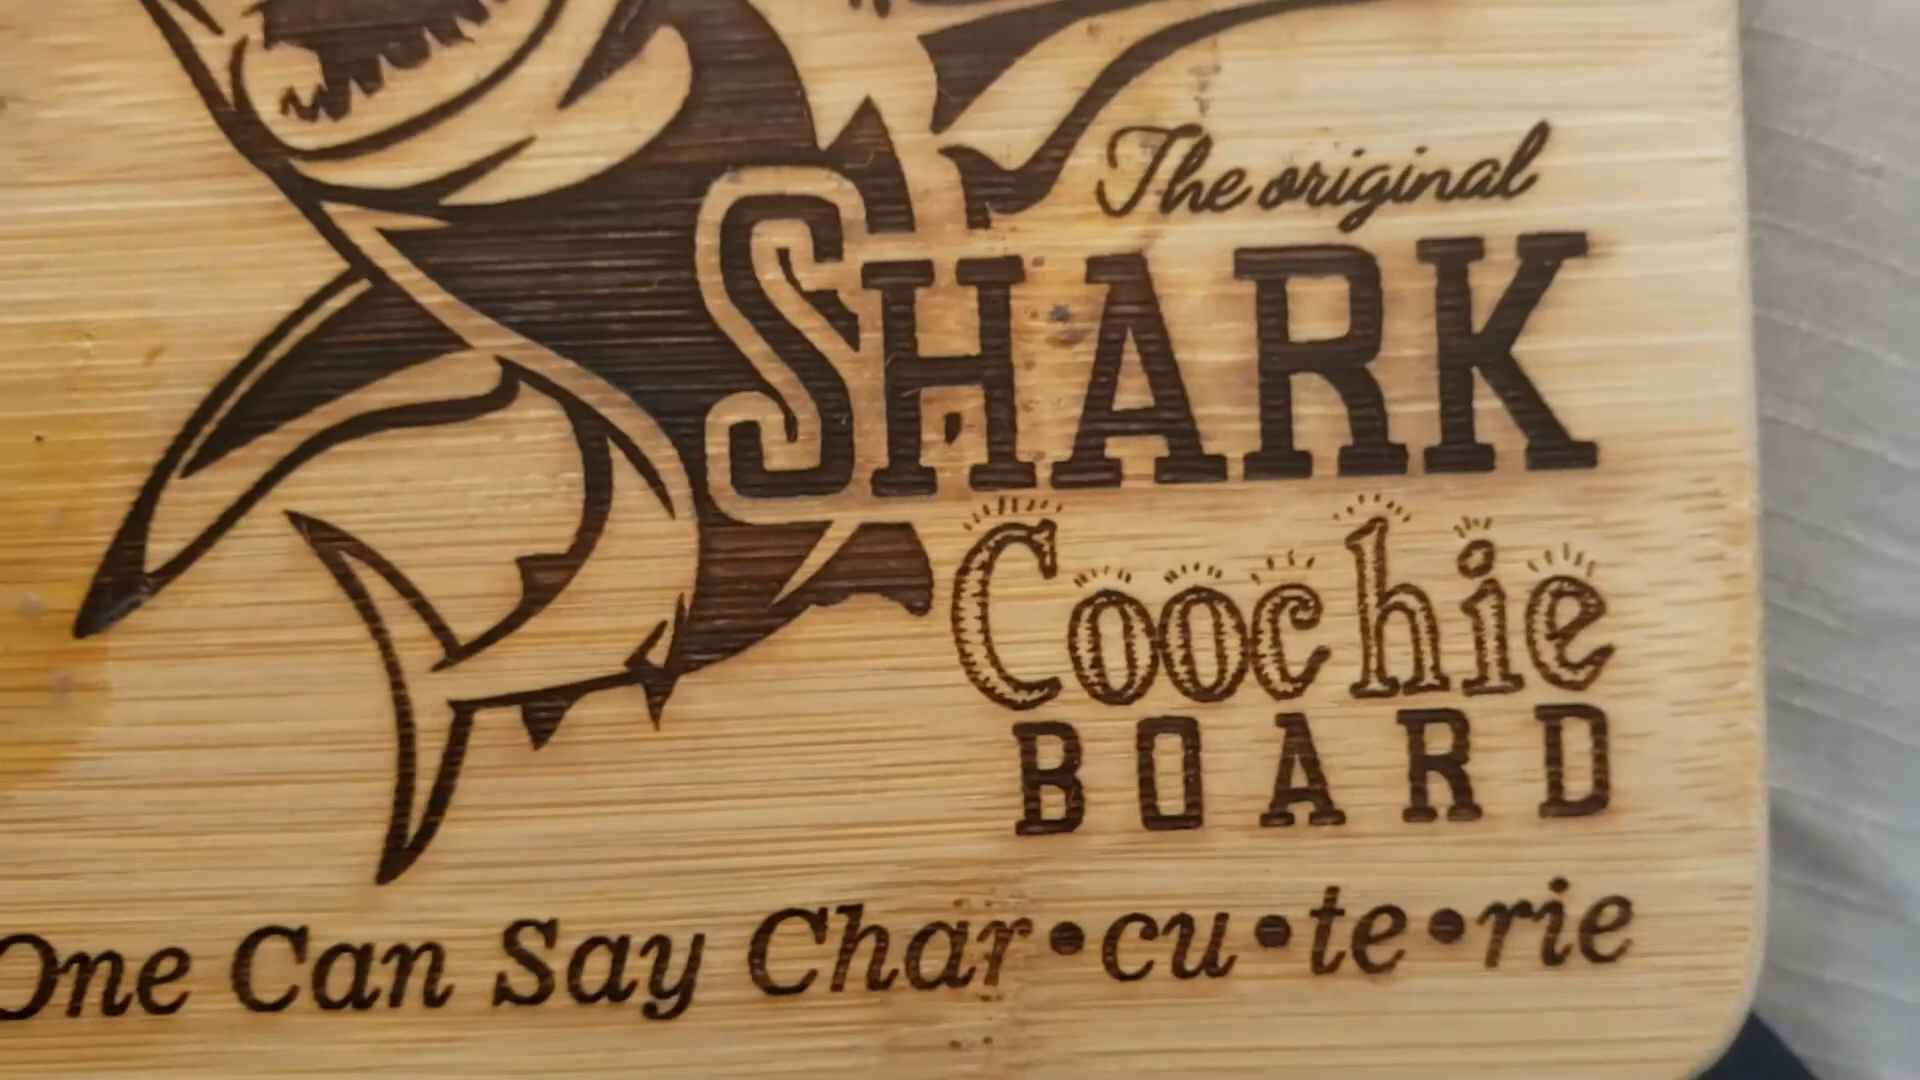 The original
SHARK
Coochie
BOARD
One Can Say Char•cu•te•rie